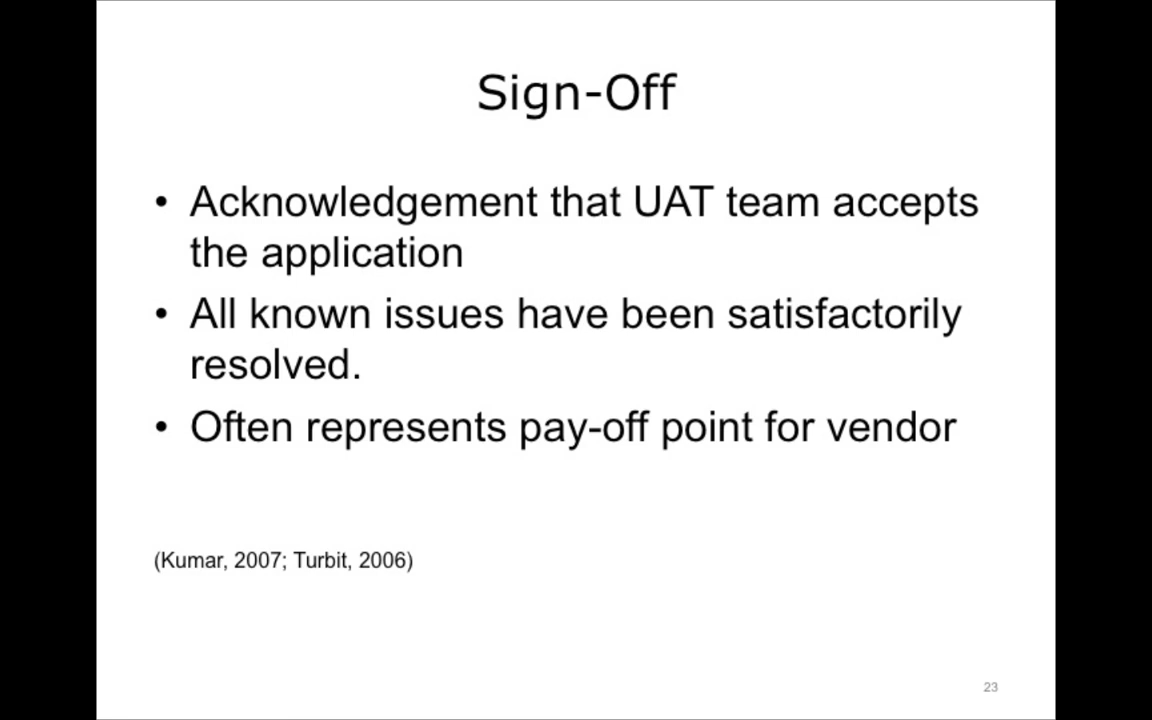 Sign-Off
• Acknowledgement that UAT team accepts
the application
• All known issues have been satisfactorily
resolved.
• Often represents pay-off point for vendor
(Kumar, 2007; Turbit, 2006)
23